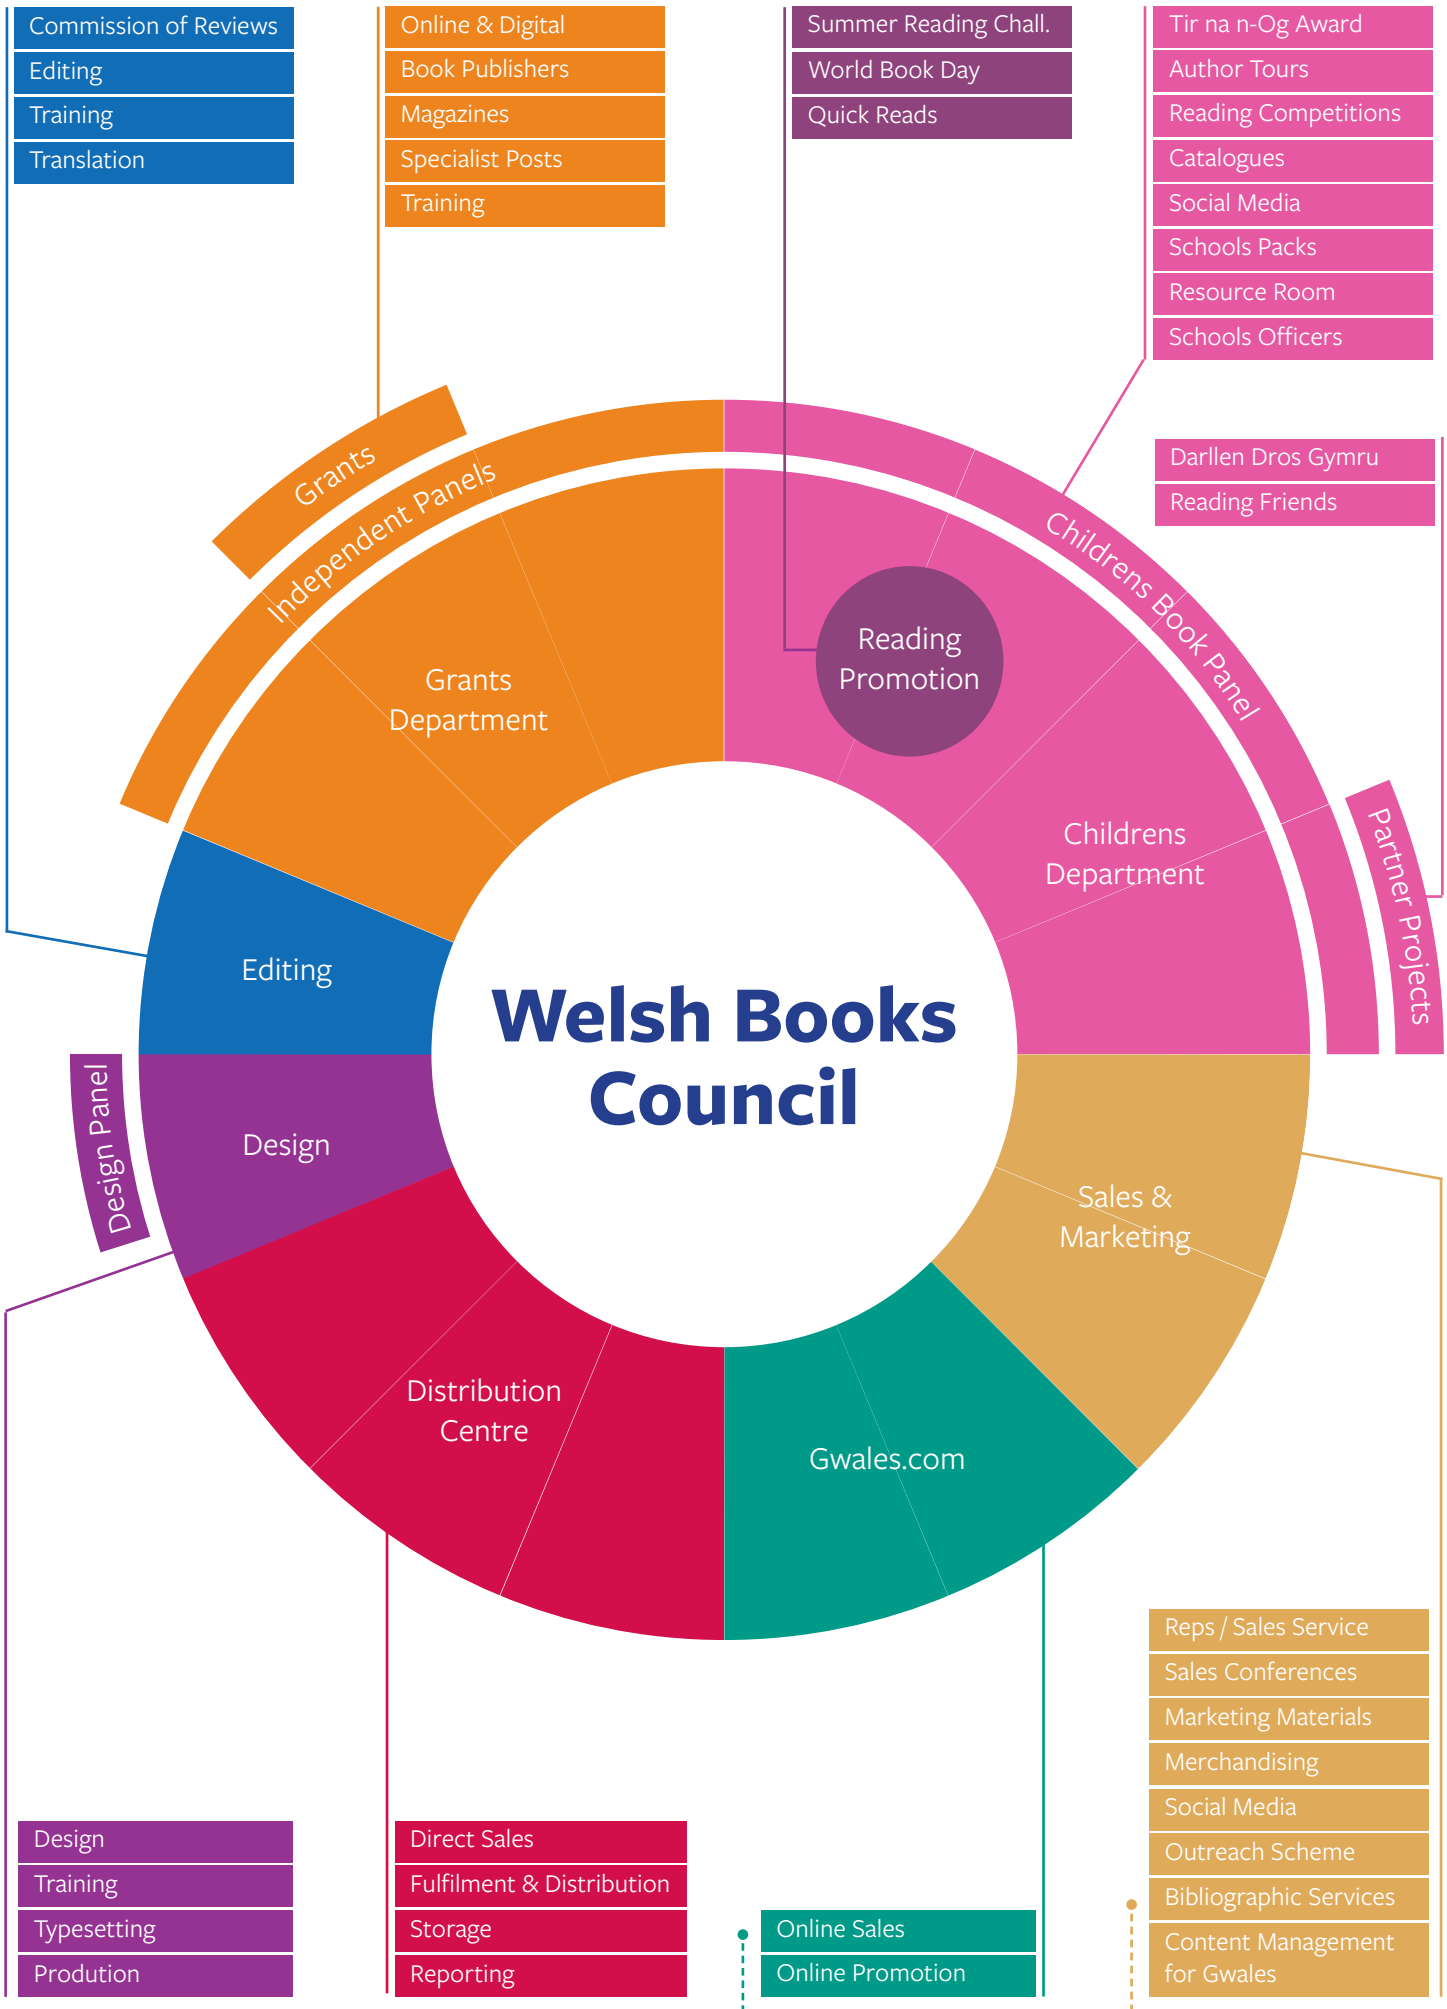 Commission of Reviews
Editing
Training
Translation
Online & Digital
Book Publishers
Magazines
Specialist Posts
Training
Summer Reading Chall.
World Book Day
Quick Reads
Tir na n-Og Award
Author Tours
Reading Competitions
Catalogues
Social Media
Schools Packs
Resource Room
Schools Officers
Darllen Dros Gymru
Reading Friends
Grants
Independent Panels
Grants
Department
Reading
Promotion
Childrens Book Panel
Childrens
Department
Partner Projects
Editing
Welsh Books
Council
Design Panel
Design
Sales &
Marketing
Distribution
Centre
Gwales.com
Design
Training
Typesetting
Prodution
Direct Sales
Fulfilment & Distribution
Storage
Reporting
Online Sales
Online Promotion
Reps / Sales Service
Sales Conferences
Marketing Materials
Merchandising
Social Media
Outreach Scheme
Bibliographic Services
Content Management
for Gwales